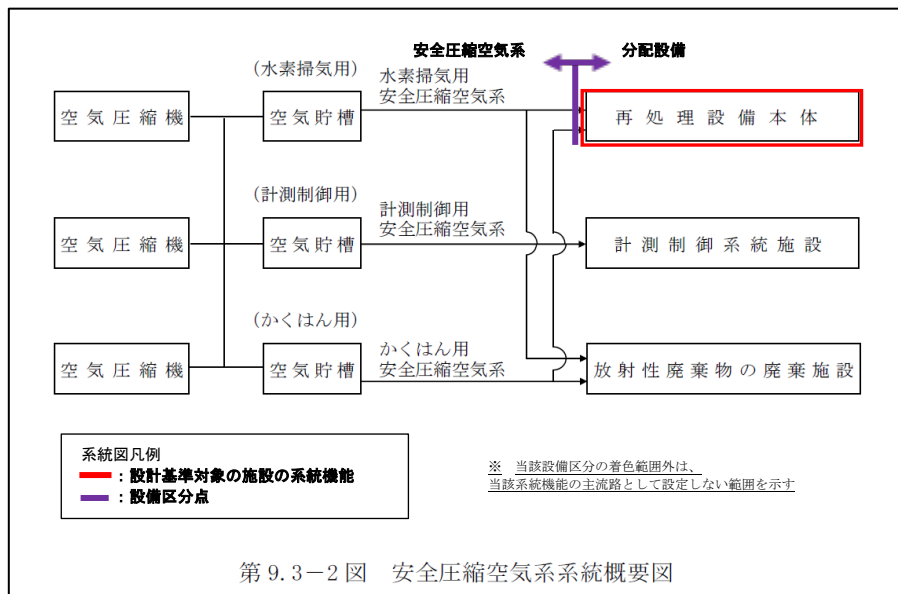 安全圧縮空気系 分配設備
(水素掃気用)
水素掃気用
安全圧縮空気系
空気圧縮機
空気貯槽
再処理設備本体
(計測制御用)
計測制御用
安全圧縮空気系
空気圧縮機
空気貯槽
計測制御系統施設
(かくはん用)
かくはん用
安全圧縮空気系
空気圧縮機
空気貯槽
放射性廃棄物の廃棄施設
系統図凡例
:設計基準対象の施設の系統機能
:設備区分点
※ 当該設備区分の着色範囲外は、
当該系統機能の主流路として設定しない範囲を示す
第9.3-2図 安全圧縮空気系系統概要図